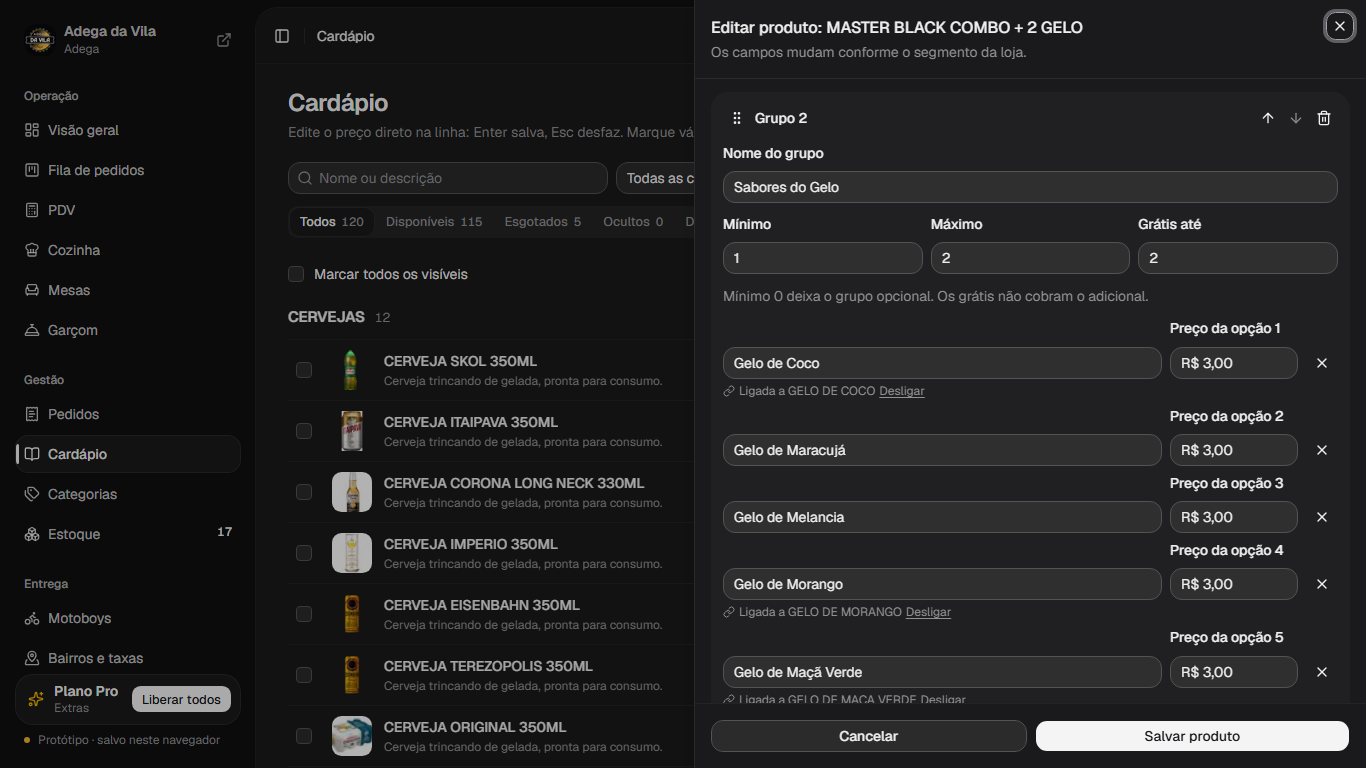 Adega da Vila
Adega
Operação
Visão geral
Fila de pedidos
PDV
Cozinha
Mesas
Garçom
Gestão
Pedidos
Cardápio
Categorias
Estoque 17
Entrega
Motoboys
Bairros e taxas
Plano Pro
Extras
Liberar todos
Protótipo · salvo neste navegador
Cardápio
Cardápio
Edite o preço direto na linha: Enter salva, Esc desfaz. Marque vá
Nome ou descrição
Todas as c
Todos 120 Disponíveis 115 Esgotados 5 Ocultos 0 D
Marcar todos os visíveis
CERVEJAS 12
CERVEJA SKOL 350ML
Cerveja trincando de gelada, pronta para consumo.
CERVEJA ITAIPAVA 350ML
Cerveja trincando de gelada, pronta para consumo.
CERVEJA CORONA LONG NECK 330ML
Cerveja trincando de gelada, pronta para consumo.
CERVEJA IMPERIO 350ML
Cerveja trincando de gelada, pronta para consumo.
CERVEJA EISENBAHN 350ML
Cerveja trincando de gelada, pronta para consumo.
CERVEJA TEREZOPOLIS 350ML
Cerveja trincando de gelada, pronta para consumo.
CERVEJA ORIGINAL 350ML
Cerveja trincando de gelada, pronta para consumo.
Editar produto: MASTER BLACK COMBO + 2 GELO
Os campos mudam conforme o segmento da loja.
Grupo 2
Nome do grupo
Sabores do Gelo
Mínimo Máximo Grátis até
1 2 2
Mínimo 0 deixa o grupo opcional. Os grátis não cobram o adicional.
Preço da opção 1
Gelo de Coco R$ 3,00
Ligada a GELO DE COCO Desligar
Preço da opção 2
Gelo de Maracujá R$ 3,00
Preço da opção 3
Gelo de Melancia R$ 3,00
Preço da opção 4
Gelo de Morango R$ 3,00
Ligada a GELO DE MORANGO Desligar
Preço da opção 5
Gelo de Maçã Verde R$ 3,00
Ligada a GELO DE MACA VERDE Desligar
Cancelar Salvar produto